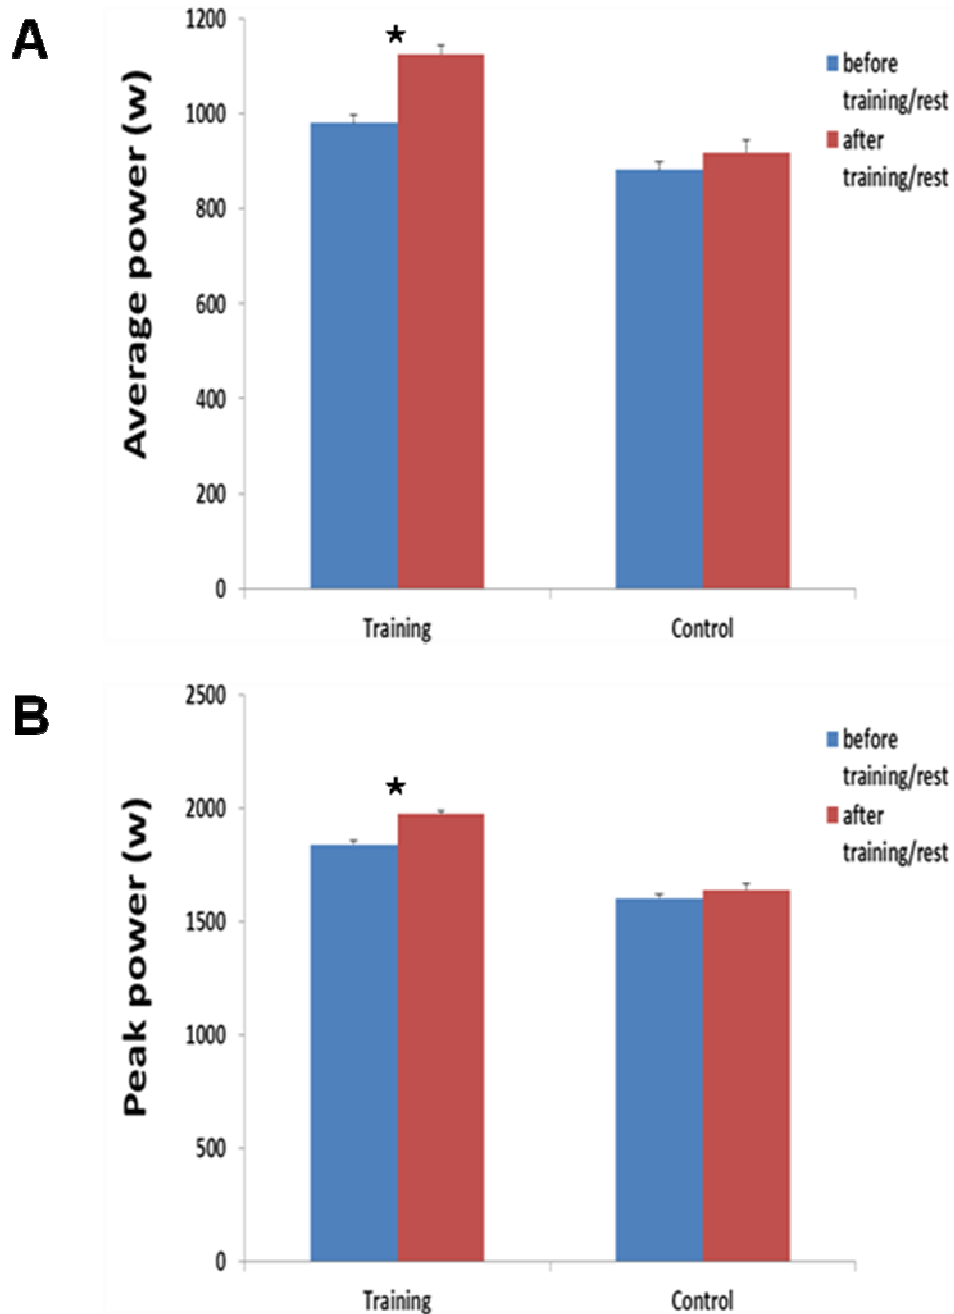 A
Average power (w)
1200
1000
800
600
400
200
0
★
Training
Control
before
training/rest
after
training/rest
B
Peak power (w)
2500
2000
1500
1000
500
0
★
Training
Control
before
training/rest
after
training/rest